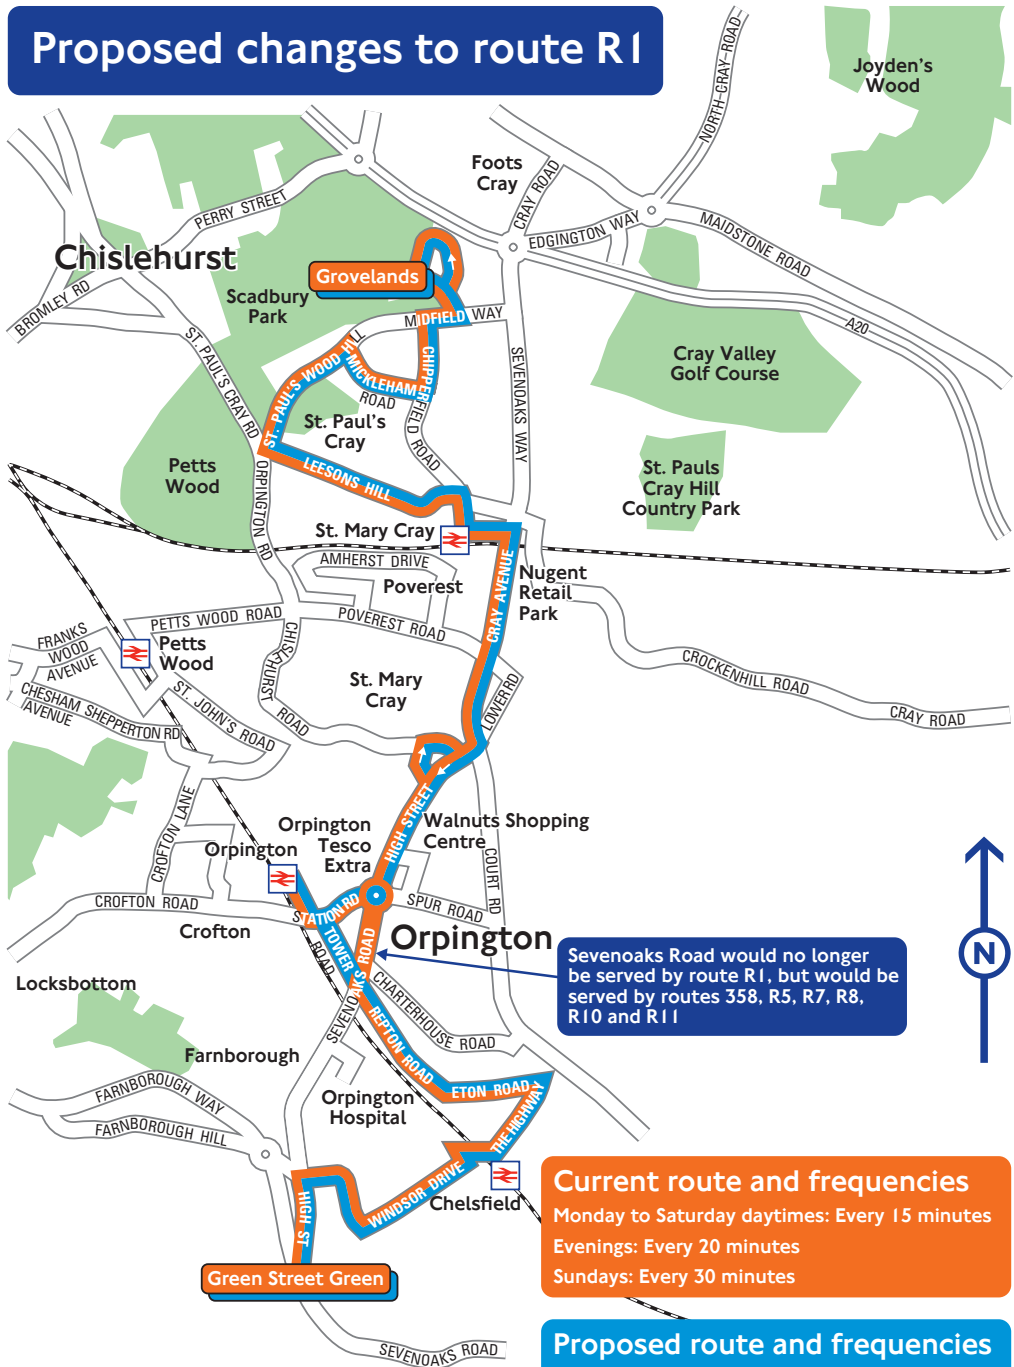 Proposed changes to route R1
NORTH CRAY ROAD
Joyden's
Wood
Foots
Cray
CRAY ROAD
PERRY STREET
EDGINGTON WAY
MAIDSTONE ROAD
Chislehurst
Grovelands
BROMLEY RD
Scadbury
Park
MIDFIELD WAY
A20
ST. PAUL'S CRAY RD
ST. PAUL'S WOOD HILL
MICKLEHAM
ROAD
CHIPPERFIELD ROAD
SEVENOAKS WAY
Cray Valley
Golf Course
St. Paul's
Cray
LEESONS HILL
Petts
Wood
ORPINGTON RD
St. Pauls
Cray Hill
Country Park
St. Mary Cray
AMHERST DRIVE
Poverest
CRAY AVENUE
Nugent
Retail
Park
PETTS WOOD ROAD
POVEREST ROAD
FRANKS
WOOD
AVENUE
Petts
Wood
CHISLEHURST
ROAD
St. Mary
Cray
LOWER RD
CROCKENHILL ROAD
CRAY ROAD
CHESHAM
AVENUE
SHEPPERTON RD
ST. JOHN'S ROAD
CROFTON LANE
HIGH STREET
Walnuts Shopping
Centre
Orpington
Tesco
Extra
Orpington
COURT RD
CROFTON ROAD
STATION RD
SPUR ROAD
Crofton
ROAD
TOWER
SEVENOAKS ROAD
Orpington
Sevenoaks Road would no longer
be served by route R1, but would be
served by routes 358, R5, R7, R8,
R10 and R11
N
Locksbottom
CHARTERHOUSE ROAD
REPTON ROAD
Farnborough
FARNBOROUGH WAY
FARNBOROUGH HILL
Orpington
Hospital
ETON ROAD
THE HIGHWAY
WINDSOR DRIVE
Chelsfield
HIGH ST
Green Street Green
SEVENOAKS ROAD
Current route and frequencies
Monday to Saturday daytimes: Every 15 minutes
Evenings: Every 20 minutes
Sundays: Every 30 minutes
Proposed route and frequencies